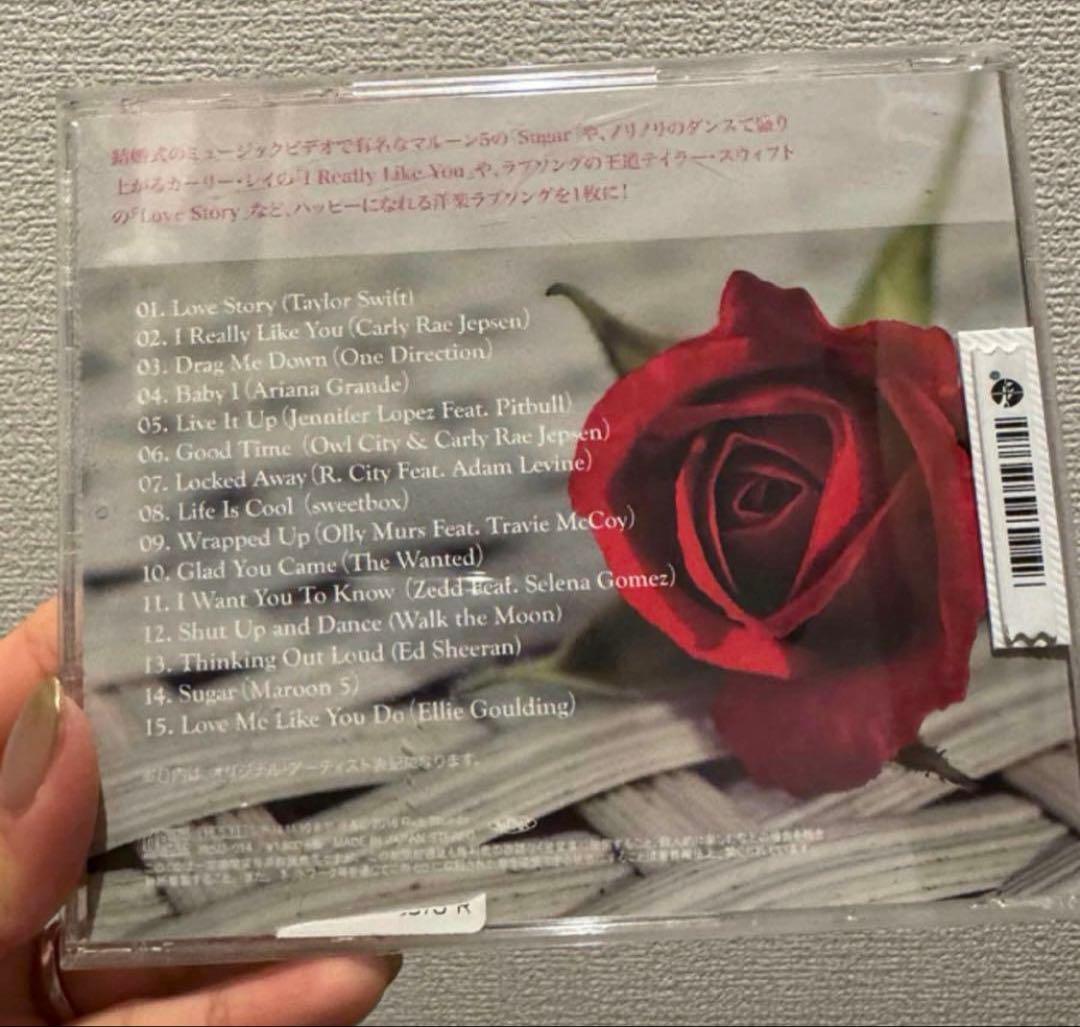 結婚式のミュージックビデオで有名なマルーン5の「Sugar」や、ノリノリのダンスで盛り
上がるカーリー・レイの「I Really Like You」や、ラブソングの王道テイラー・スウィフト
の「Love Story」など、ハッピーになれる洋楽ラブソングを1枚に!
01. Love Story (Taylor Swift)
02. I Really Like You (Carly Rae Jepsen)
03. Drag Me Down (One Direction)
04. Baby I (Ariana Grande)
05. Live It Up (Jennifer Lopez Feat. Pitbull)
06. Good Time (Owl City & Carly Rae Jepsen)
07. Locked Away (R. City Feat. Adam Levine)
08. Life Is Cool (sweetbox)
09. Wrapped Up (Olly Murs Feat. Travie McCoy)
10. Glad You Came (The Wanted)
11. I Want You To Know (Zedd Feat. Selena Gomez)
12. Shut Up and Dance (Walk the Moon)
13. Thinking Out Loud (Ed Sheeran)
14. Sugar (Maroon 5)
15. Love Me Like You Do (Ellie Goulding)
※( )内は、オリジナル・アーティスト表記になります。
MADE IN JAPAN